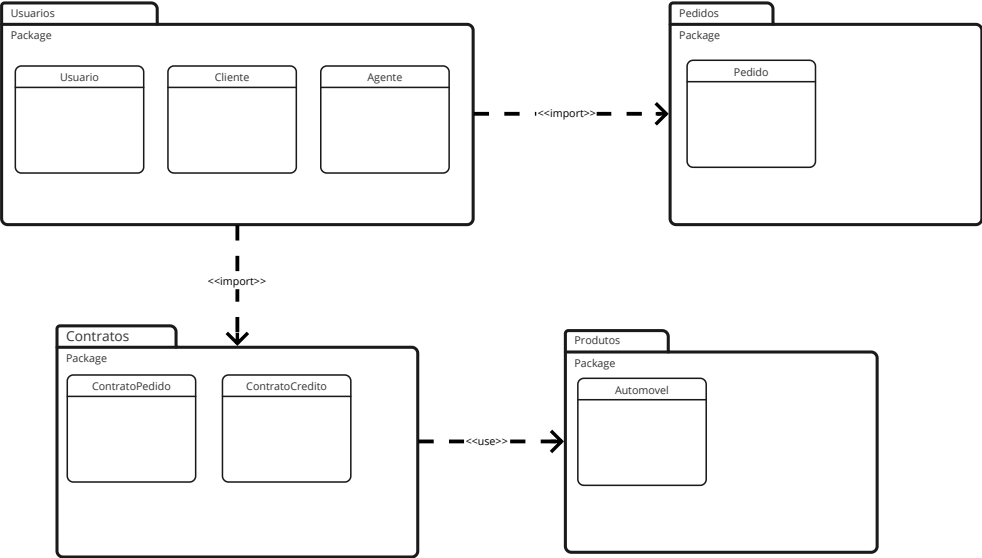 Usuarios
Package
Usuario
Cliente
Agente
<<import>>
Pedidos
Package
Pedido
<<import>>
Contratos
Package
ContratoPedido
ContratoCredito
<<use>>
Produtos
Package
Automovel